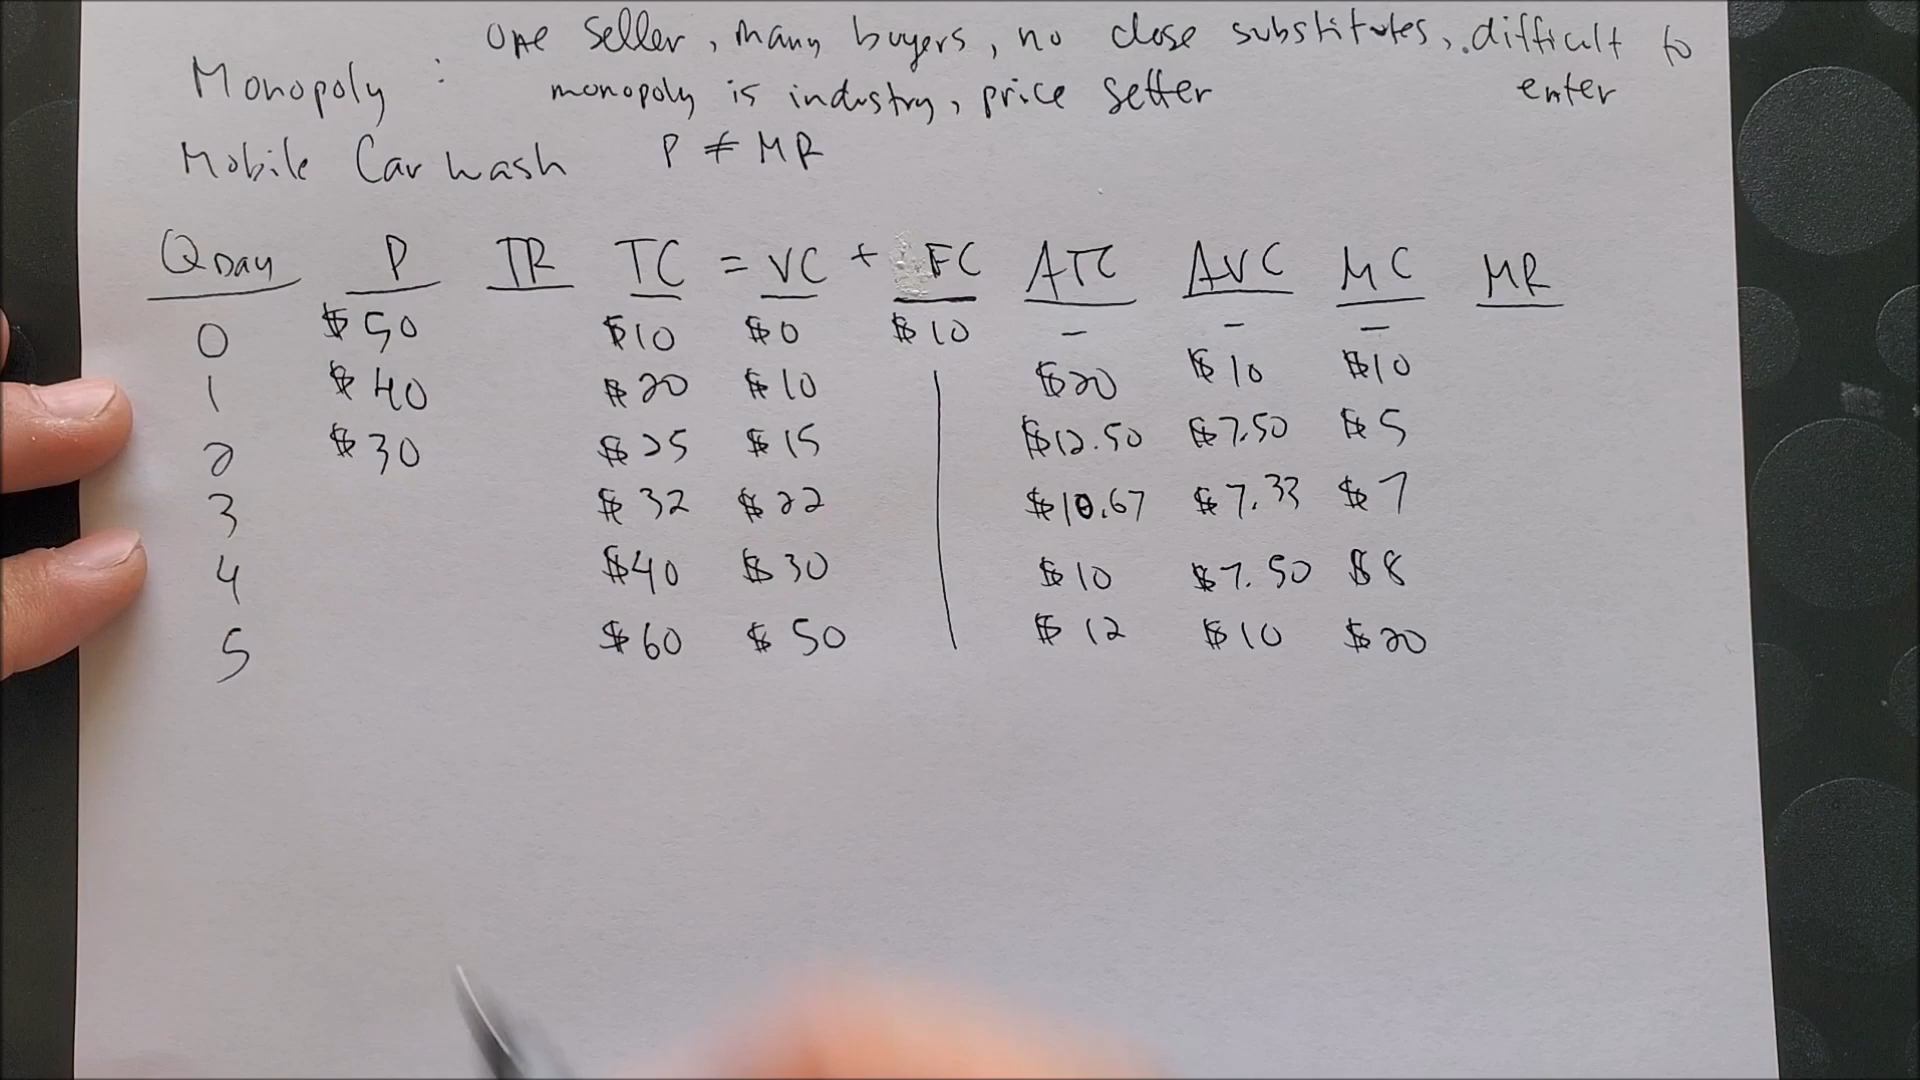 one seller, many buyers, no close substitutes, difficult to
Monopoly : monopoly is industry, price setter enter
Mobile Car wash P ≠ MR
Q DAY P TR TC = VC + FC ATC AVC MC MR
0 $50 $10 $0 $10 - - -
1 $40 $20 $10 $20 $10 $10
2 $30 $25 $15 $12.50 $7.50 $5
3 $32 $22 $10.67 $7.33 $7
4 $40 $30 $10 $7.50 $8
5 $60 $50 $12 $10 $20